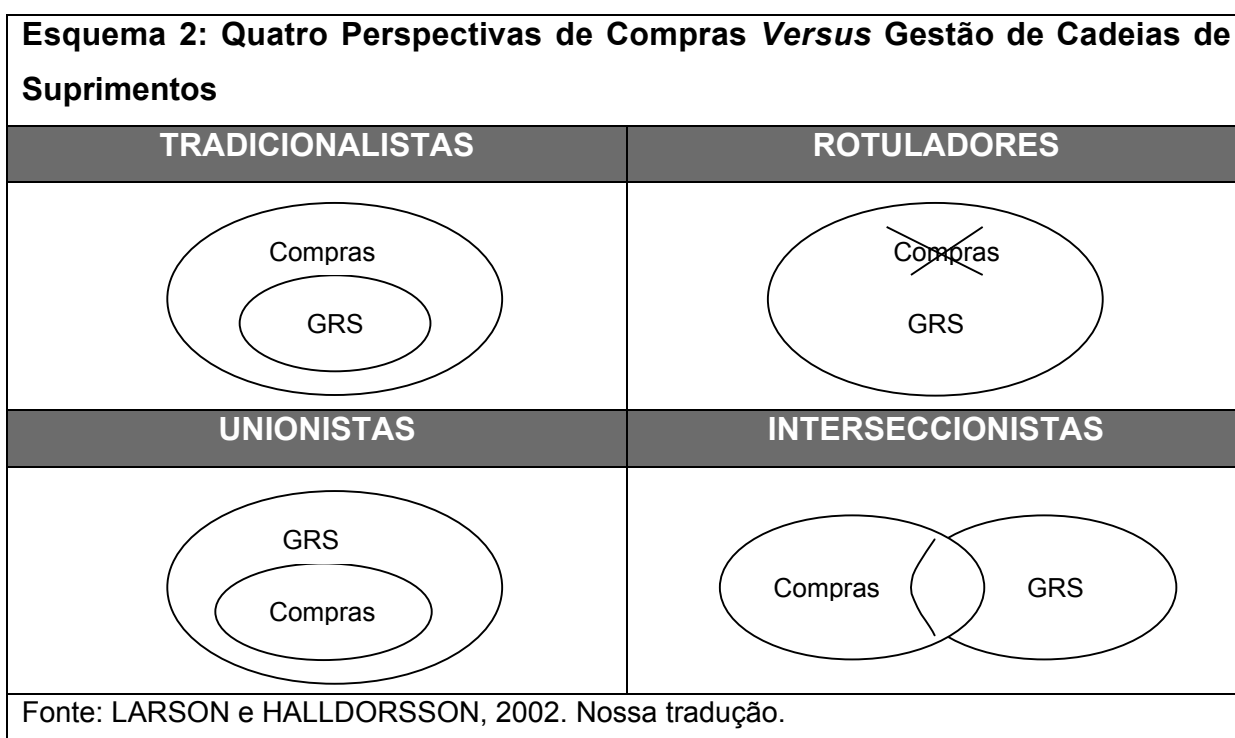 Esquema 2: Quatro Perspectivas de Compras Versus Gestão de Cadeias de
Suprimentos
TRADICIONALISTAS
ROTULADORES
Compras
GRS
Compras
GRS
UNIONISTAS
INTERSECCIONISTAS
GRS
Compras
Compras
GRS
Fonte: LARSON e HALLDORSSON, 2002. Nossa tradução.